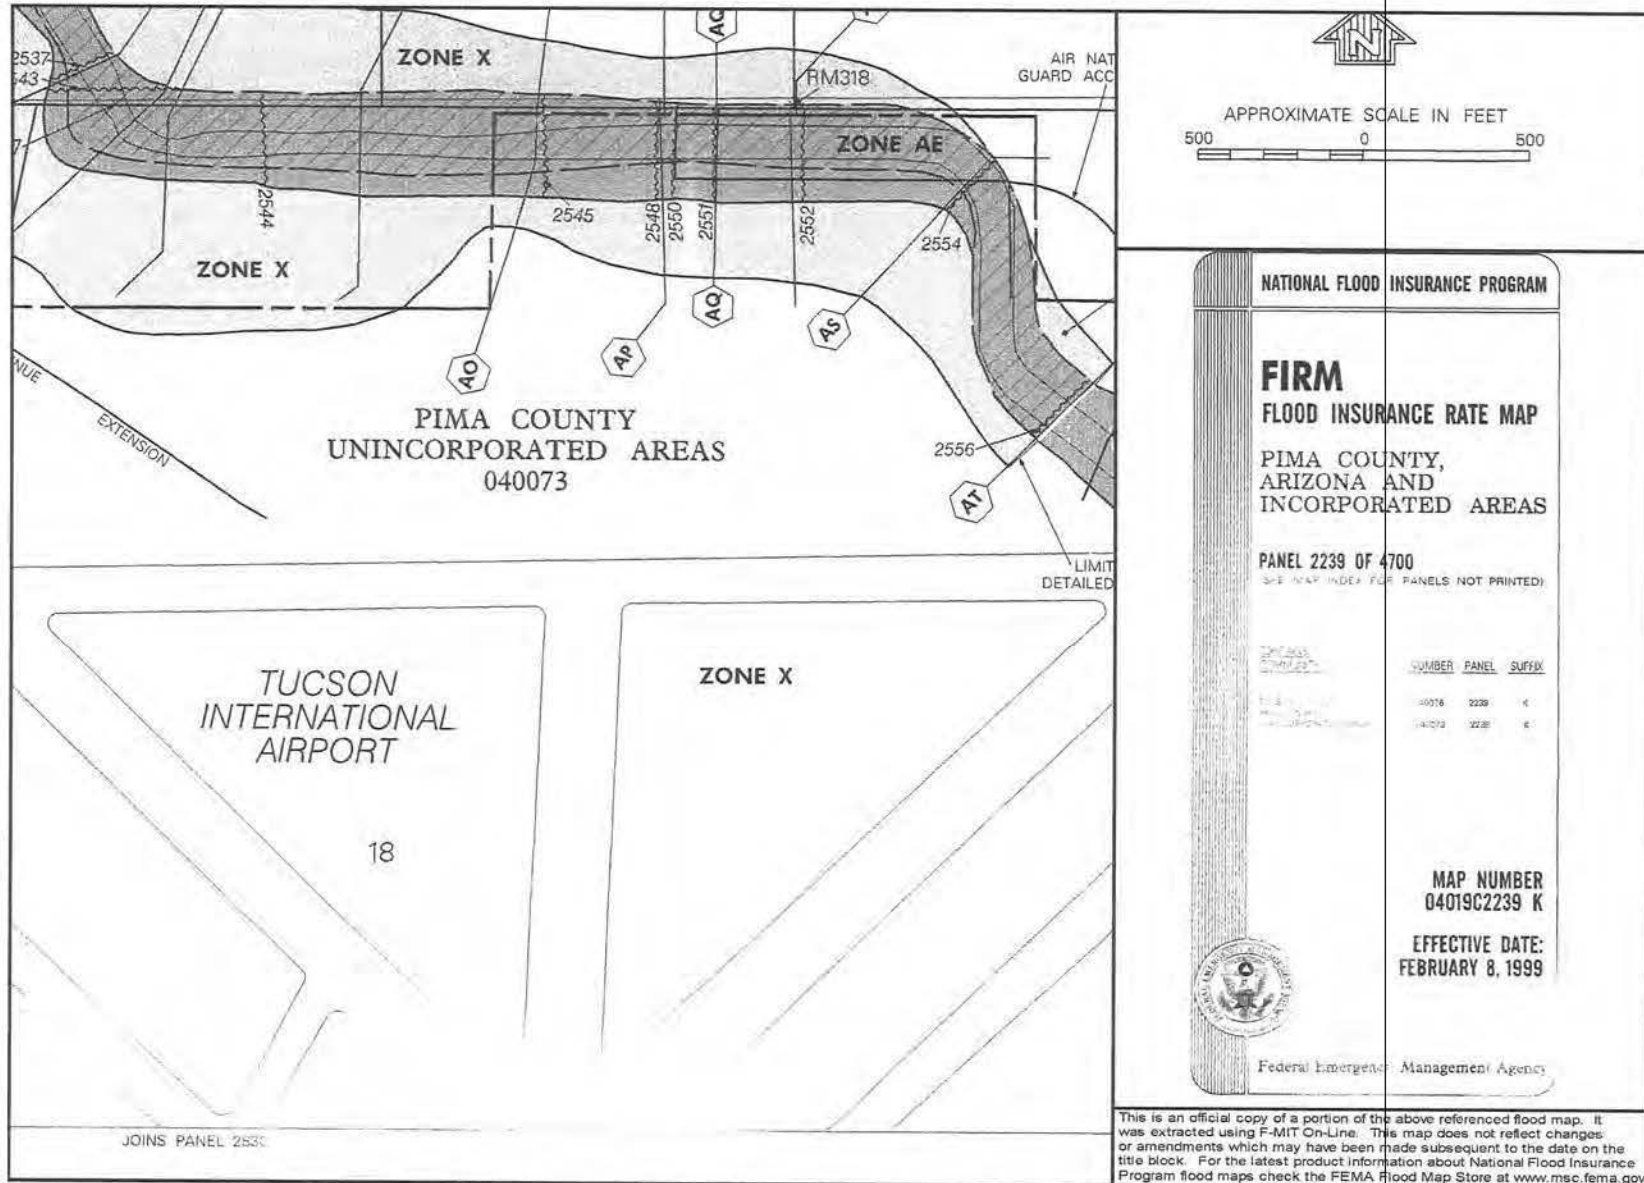 ZONE X
AQ
AIR NAT
GUARD ACC
RM318
2537
ZONE AE
2544
2545
2548
2550
2551
2552
2554
ZONE X
AO
AP
AQ
AS
NUE
EXTENSION
PIMA COUNTY
UNINCORPORATED AREAS
040073
2556
AT
LIMIT
DETAILED
TUCSON
INTERNATIONAL
AIRPORT
ZONE X
18
JOINS PANEL
N
APPROXIMATE SCALE IN FEET
500 0 500
NATIONAL FLOOD INSURANCE PROGRAM
FIRM
FLOOD INSURANCE RATE MAP
PIMA COUNTY,
ARIZONA AND
INCORPORATED AREAS
PANEL 2239 OF 4700
(SEE MAP INDEX FOR PANELS NOT PRINTED)
NUMBER PANEL SUFFIX
2239
MAP NUMBER
04019C2239 K
EFFECTIVE DATE:
FEBRUARY 8, 1999
Federal Emergency Management Agency
This is an official copy of a portion of the above referenced flood map. It
was extracted using F-MIT On-Line. This map does not reflect changes
or amendments which may have been made subsequent to the date on the
title block. For the latest product information about National Flood Insurance
Program flood maps check the FEMA Flood Map Store at www.msc.fema.gov